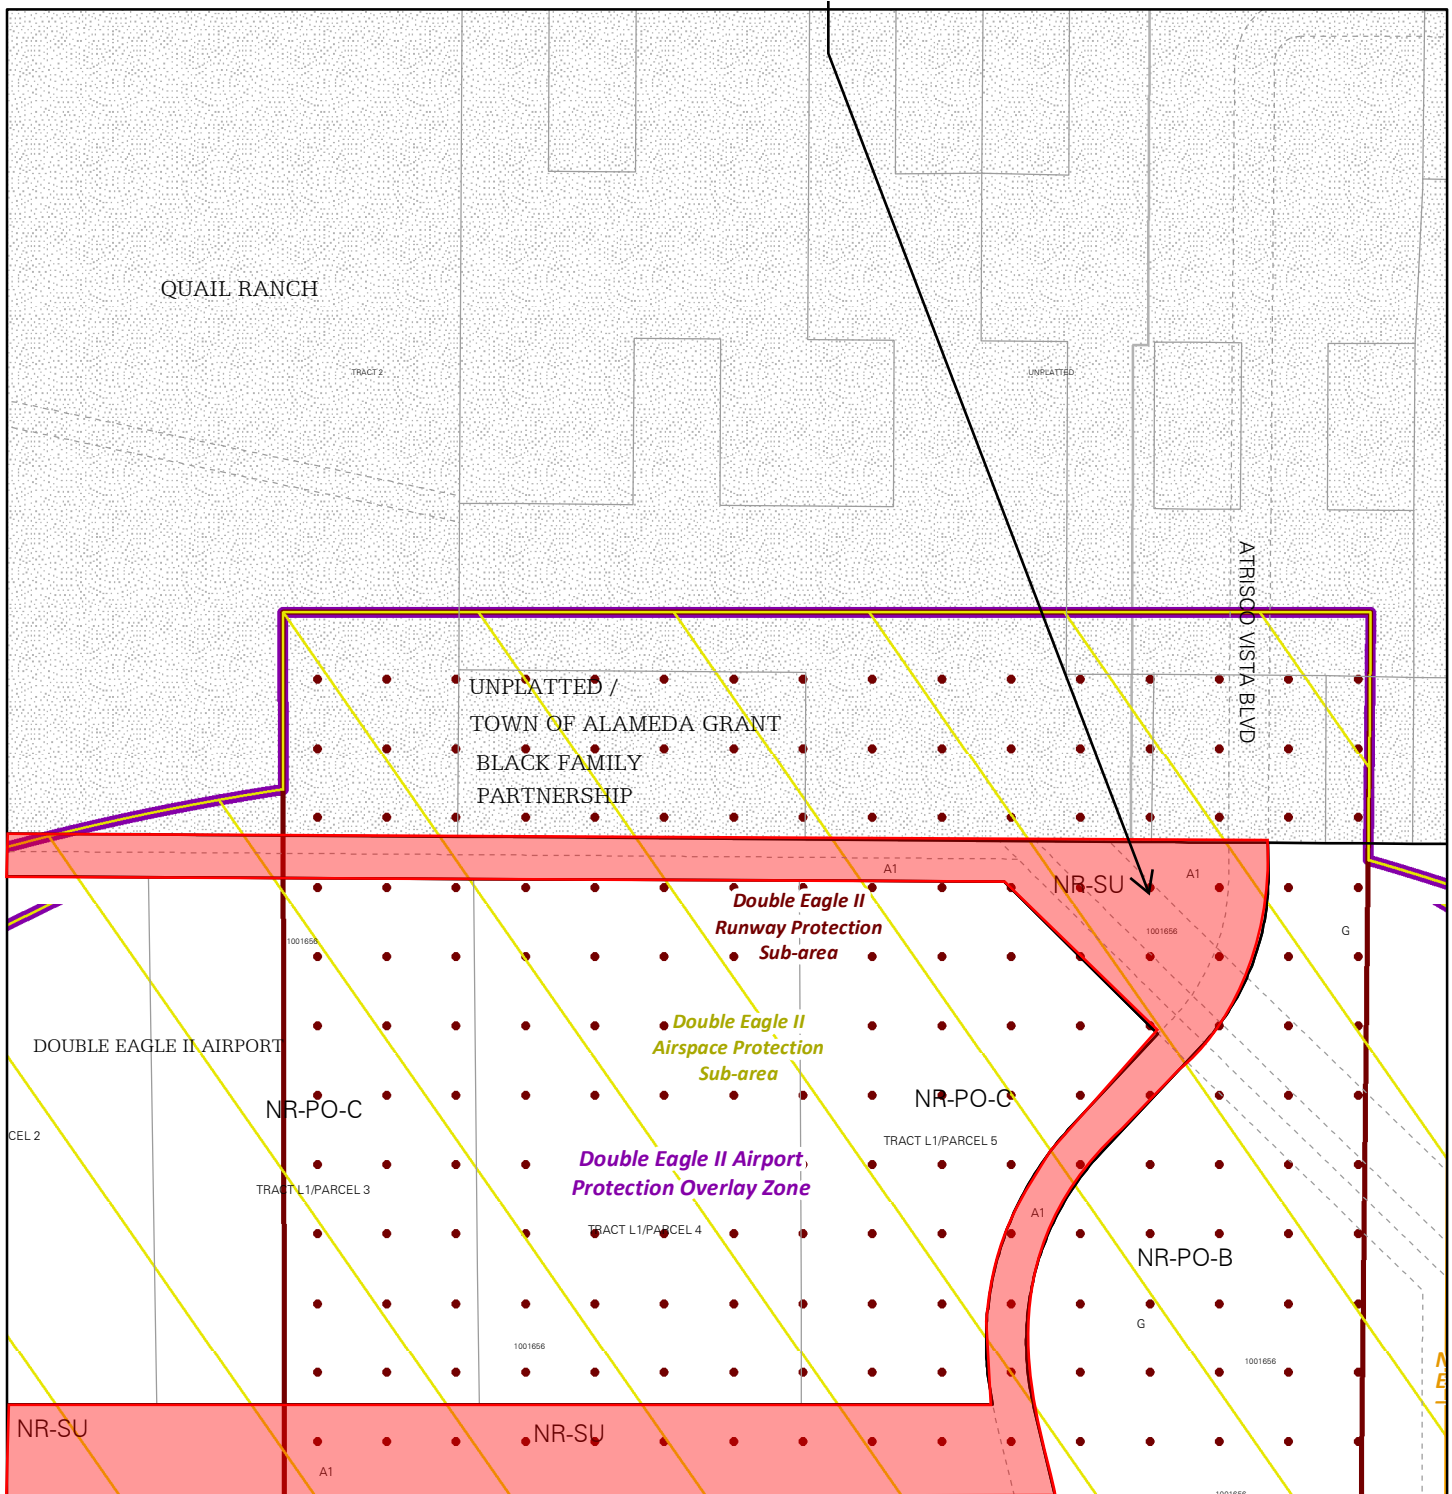 QUAIL RANCH
TRACT 2
UNPLATTED
ATRISCO VISTA BLVD
UNPLATTED /
TOWN OF ALAMEDA GRANT
BLACK FAMILY
PARTNERSHIP
A1
A1
NR-SU
Double Eagle II
Runway Protection
Sub-area
1001656
G
1001656
Double Eagle II
Airspace Protection
Sub-area
DOUBLE EAGLE II AIRPORT
NR-PO-C
NR-PO-C
CEL 2
TRACT L1/PARCEL 5
Double Eagle II Airport
Protection Overlay Zone
TRACT L1/PARCEL 3
A1
TRACT L1/PARCEL 4
NR-PO-B
G
1001656
1001656
NR-SU
NR-SU
A1
1001656